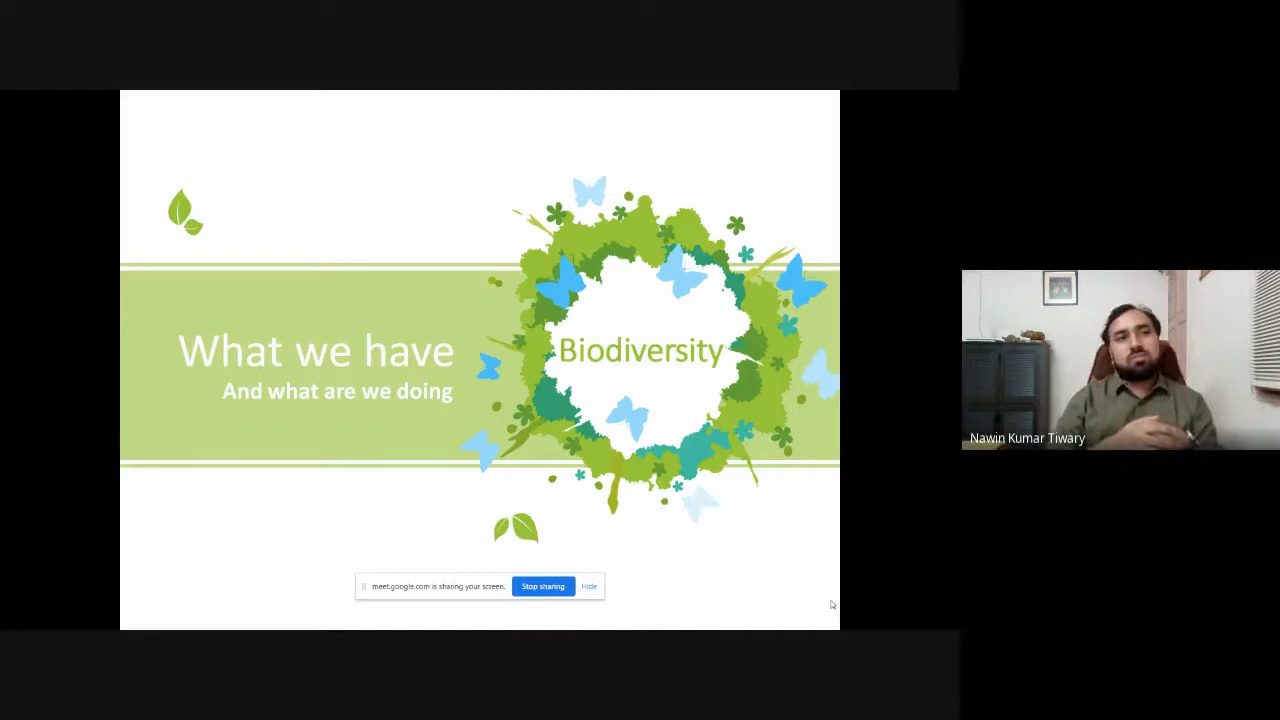 What we have
And what are we doing
Biodiversity
meet.google.com is sharing your screen. Stop sharing Hide
Nawin Kumar Tiwary